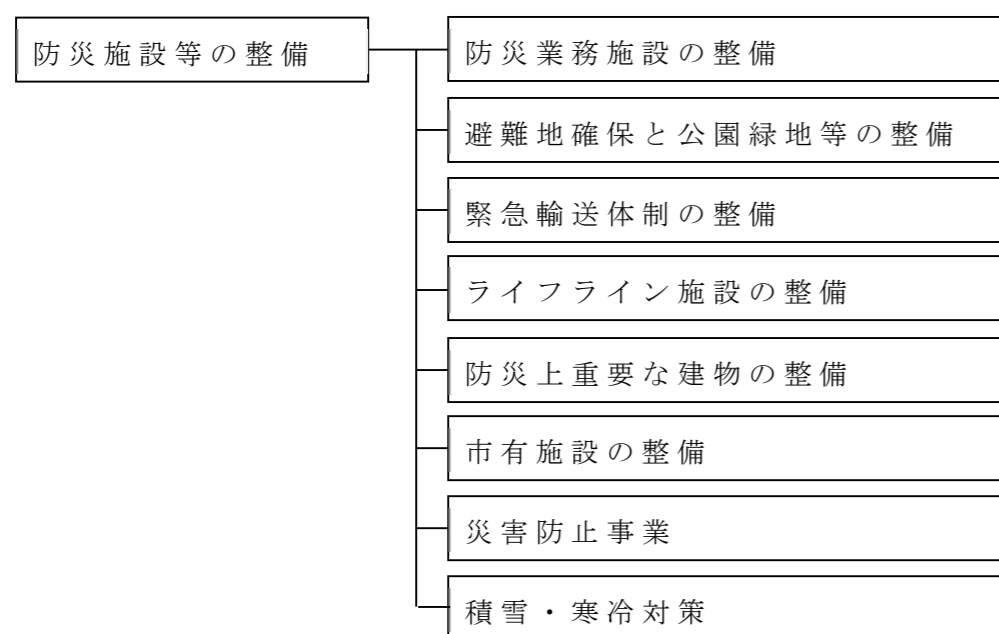 防災施設等の整備
防災業務施設の整備
避難地確保と公園緑地等の整備
緊急輸送体制の整備
ライフライン施設の整備
防災上重要な建物の整備
市有施設の整備
災害防止事業
積雪・寒冷対策